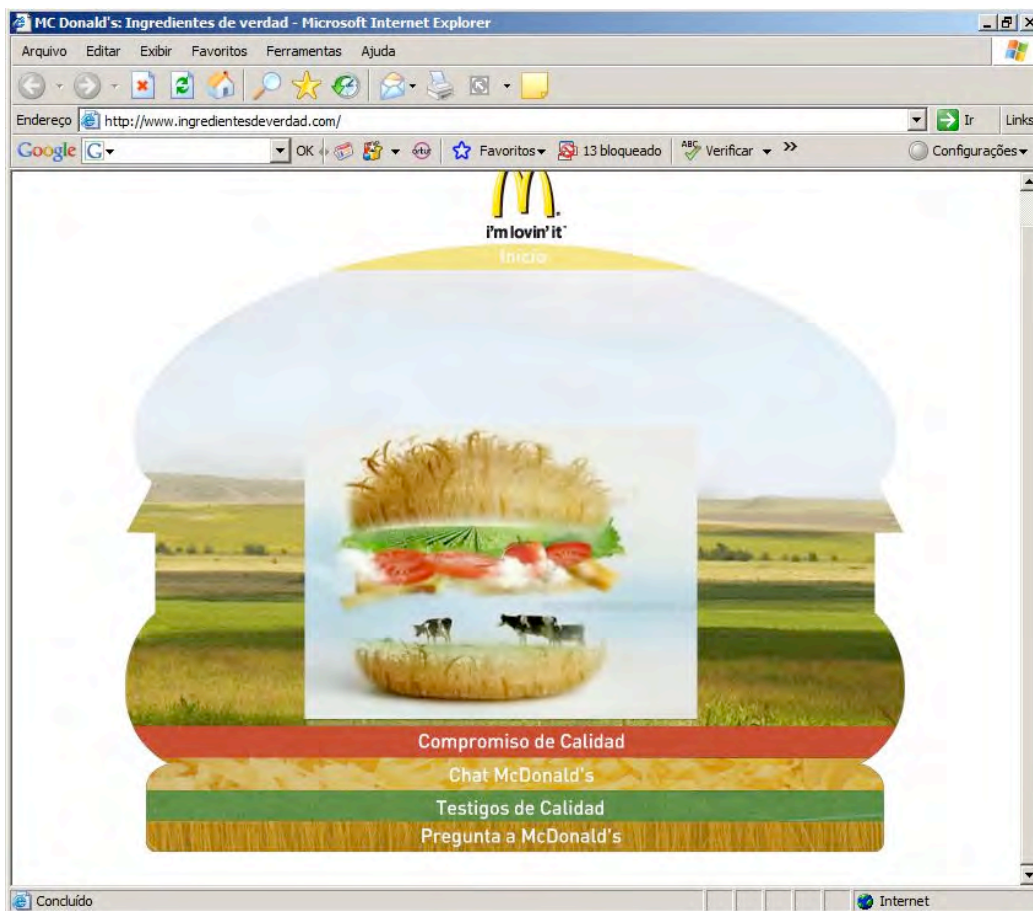 MC Donald's: Ingredientes de verdad - Microsoft Internet Explorer
Arquivo Editar Exibir Favoritos Ferramentas Ajuda
Endereço http://www.ingredientesdeverdad.com/ Ir Links
Google G OK Favoritos 13 bloqueado ABC Verificar » Configurações
i'm lovin' it
Inicio
Compromiso de Calidad
Chat McDonald's
Testigos de Calidad
Pregunta a McDonald's
Concluído Internet